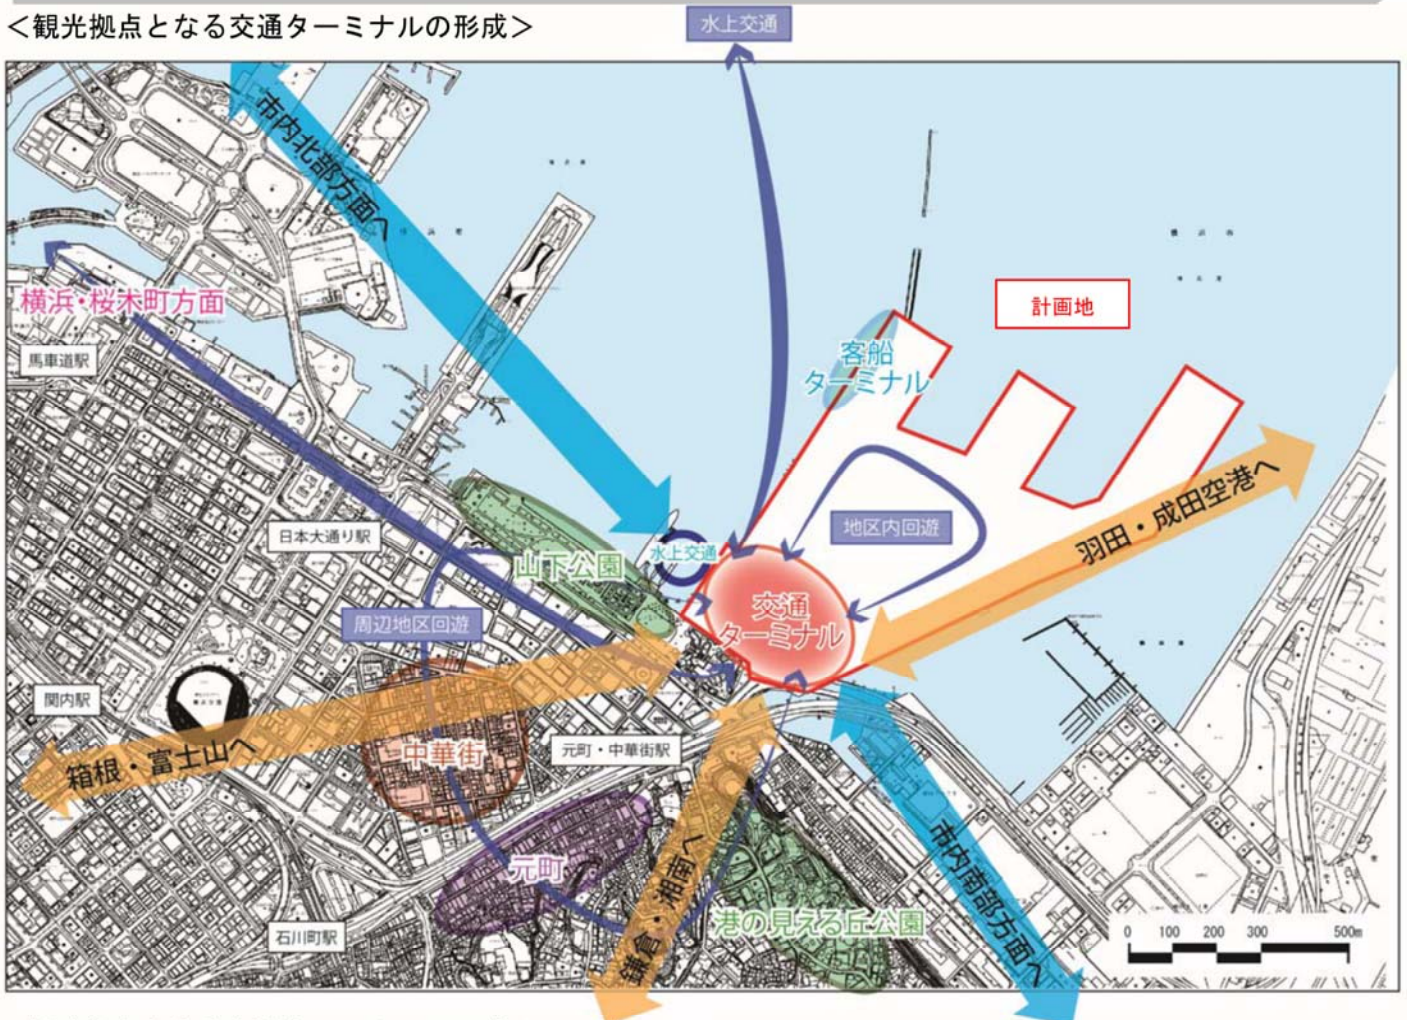 <観光拠点となる交通ターミナルの形成>
水上交通
市内北部方面へ
横浜・桜木町方面
馬車道駅
計画地
客船
ターミナル
日本大通り駅
山下公園
水上交通
地区内回遊
羽田・成田空港へ
交通
ターミナル
周辺地区回遊
関内駅
中華街
元町・中華街駅
箱根・富士山へ
元町
鎌倉・湘南へ
市内南部方面へ
港の見える丘公園
石川町駅
0 100 200 300 500m